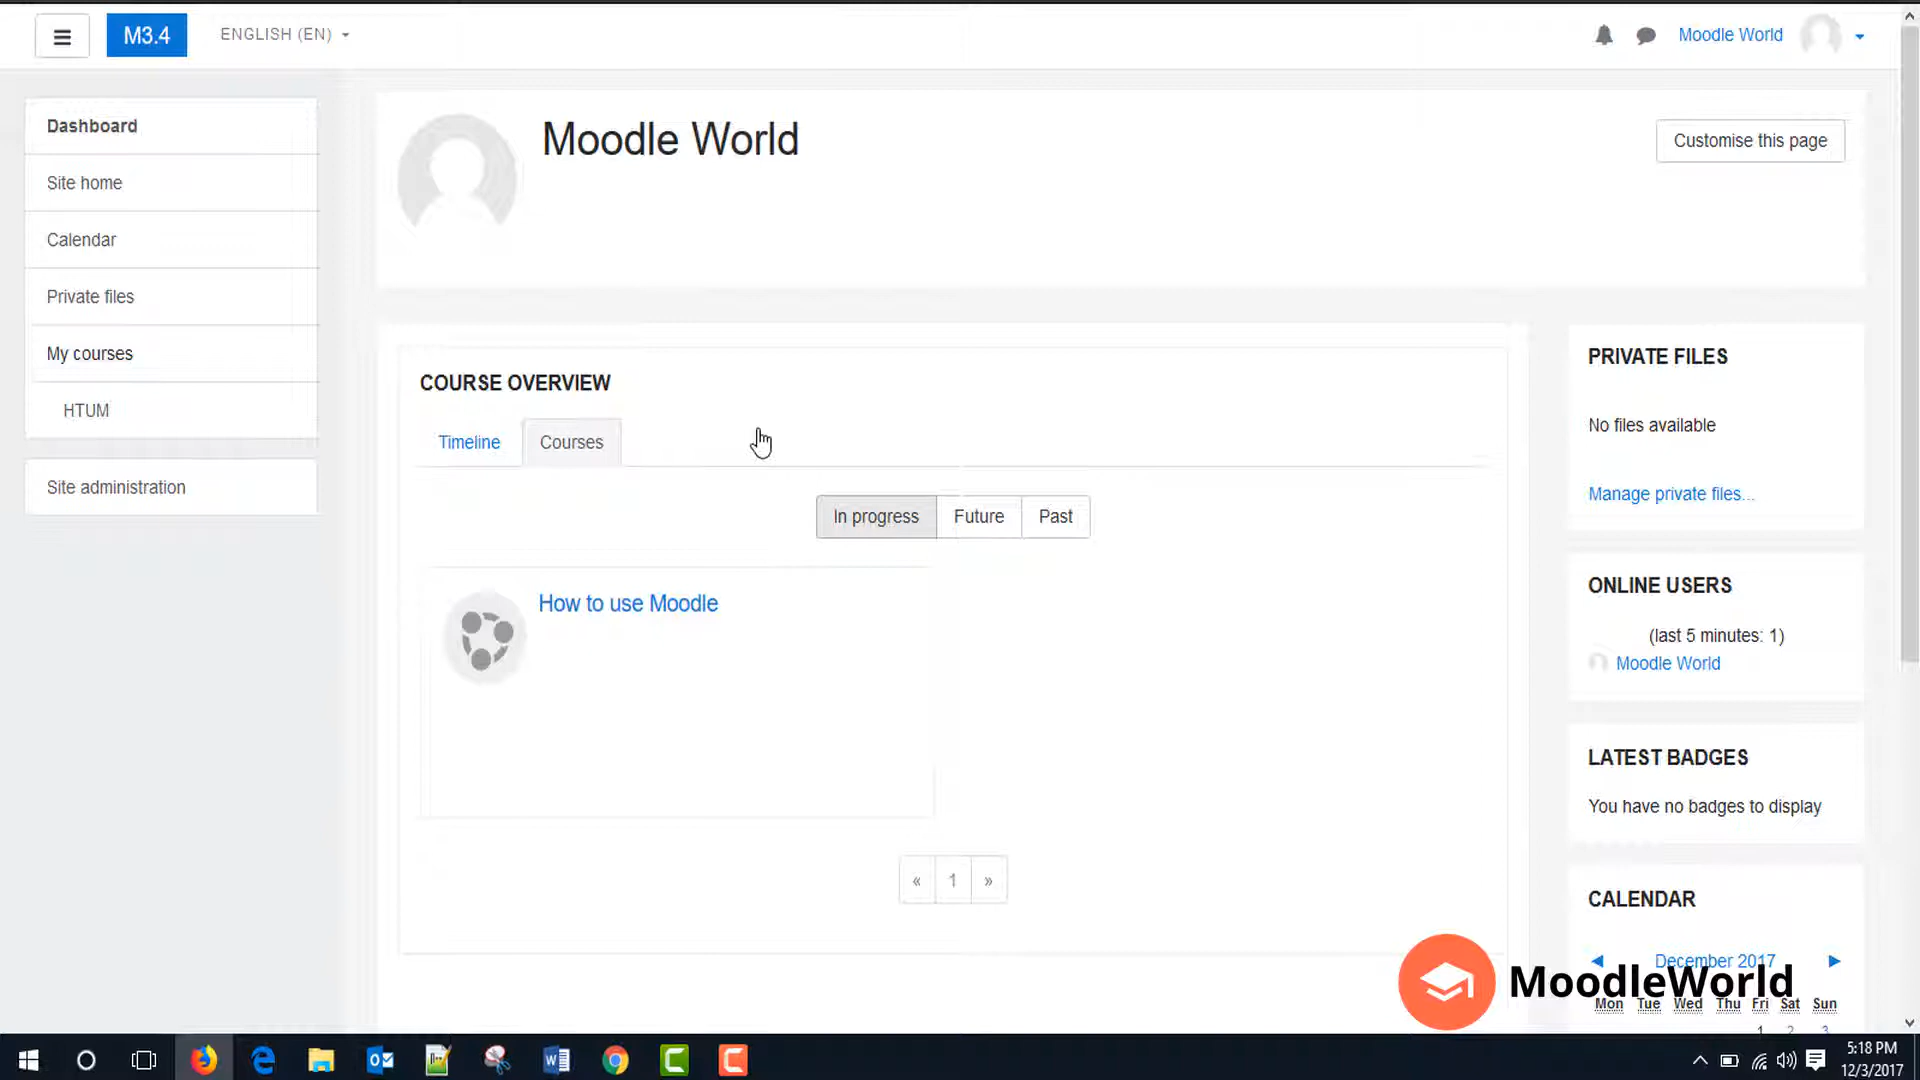 M3.4
ENGLISH (EN)
Moodle World
Dashboard
Site home
Calendar
Private files
My courses
HTUM
Site administration
Moodle World
Customise this page
COURSE OVERVIEW
Timeline
Courses
In progress
Future
Past
How to use Moodle
«
1
»
PRIVATE FILES
No files available
Manage private files...
ONLINE USERS
(last 5 minutes: 1)
Moodle World
LATEST BADGES
You have no badges to display
CALENDAR
December 2017
Mon Tue Wed Thu Fri Sat Sun
1 2 3
MoodleWorld
5:18 PM
12/3/2017